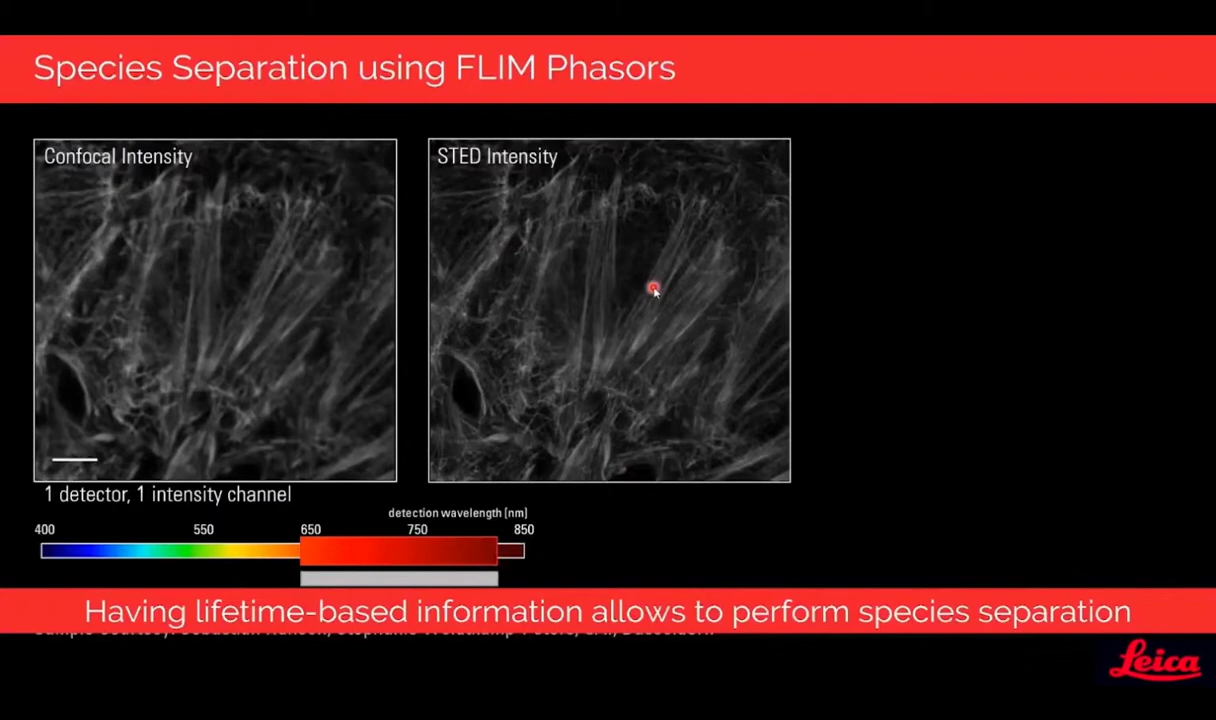 Species Separation using FLIM Phasors
Confocal Intensity
STED Intensity
1 detector, 1 intensity channel
detection wavelength [nm]
400 550 650 750 850
Having lifetime-based information allows to perform species separation
Leica